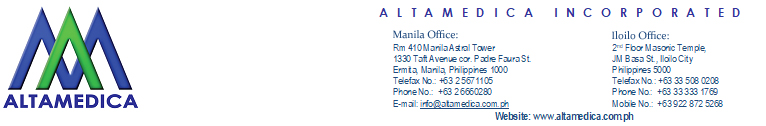 ALTAMEDICA
ALTAMEDICA INCORPORATED
Manila Office:
Rm 410 Manila Astral Tower
1330 Taft Avenue cor. Padre Faura St.
Ermita, Manila, Philippines 1000
Telefax No.: +63 2 5671105
Phone No.: +63 2 6660280
E-mail: info@altamedica.com.ph
Iloilo Office:
2nd Floor Masonic Temple,
JM Basa St., Iloilo City
Philippines 5000
Telefax No.: +63 33 508 0208
Phone No.: +63 33 333 1769
Mobile No.: +63 922 872 5268
Website: www.altamedica.com.ph